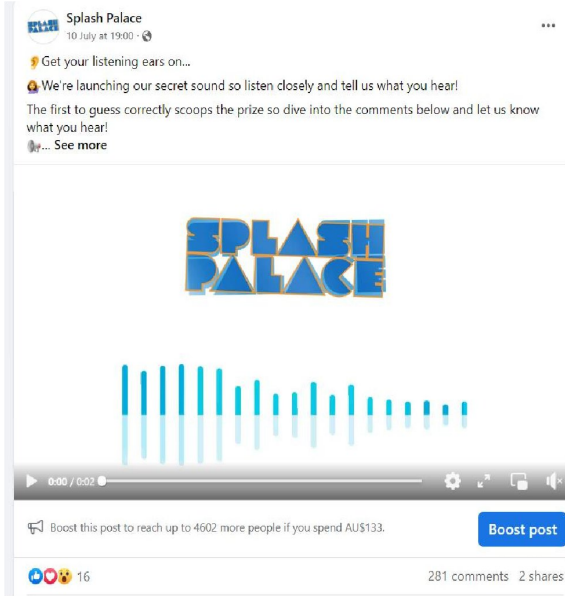 Splash Palace
10 July at 19:00 ·
Get your listening ears on...
We're launching our secret sound so listen closely and tell us what you hear!
The first to guess correctly scoops the prize so dive into the comments below and let us know
what you hear!
... See more
SPLASH
PALACE
0:00 / 0:02
Boost this post to reach up to 4602 more people if you spend AU$133.
Boost post
16
281 comments 2 shares